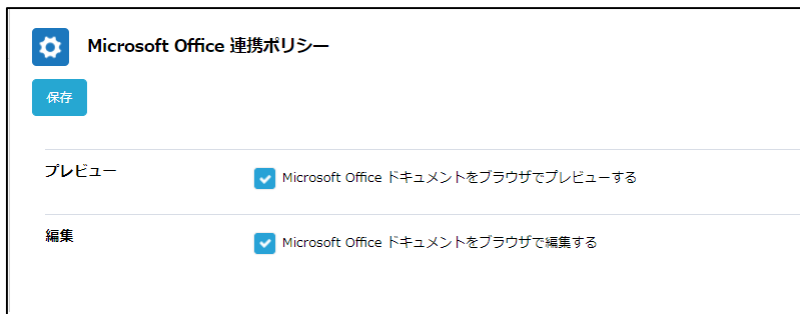 Microsoft Office 連携ポリシー
保存
プレビュー
Microsoft Office ドキュメントをブラウザでプレビューする
編集
Microsoft Office ドキュメントをブラウザで編集する